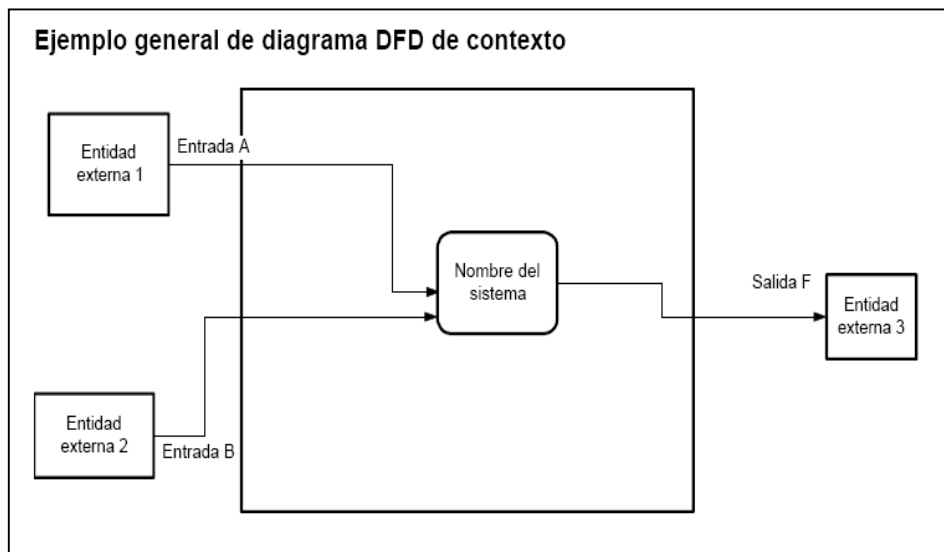 Ejemplo general de diagrama DFD de contexto
Entidad
externa 1
Entrada A
Nombre del
sistema
Salida F
Entidad
externa 3
Entidad
externa 2
Entrada B